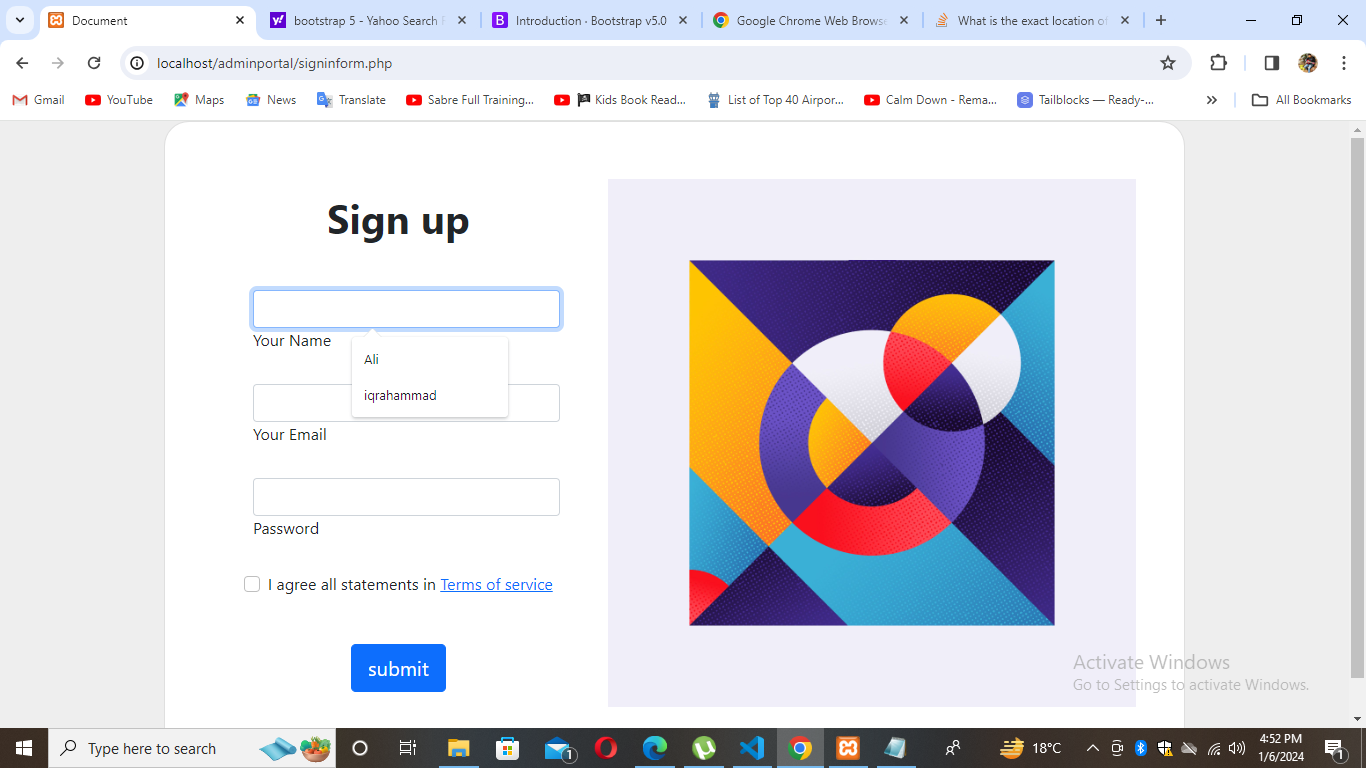 Document
bootstrap 5 - Yahoo Search
Introduction · Bootstrap v5.0
Google Chrome Web Browse
What is the exact location of
localhost/adminportal/signinform.php
Gmail
YouTube
Maps
News
Translate
Sabre Full Training...
Kids Book Read...
List of Top 40 Airpor...
Calm Down - Rema...
Tailblocks — Ready-...
All Bookmarks
Sign up
Your Name
Ali
iqrahammad
Your Email
Password
I agree all statements in Terms of service
submit
Activate Windows
Go to Settings to activate Windows.
Type here to search
1
18°C
4:52 PM
1/6/2024
1